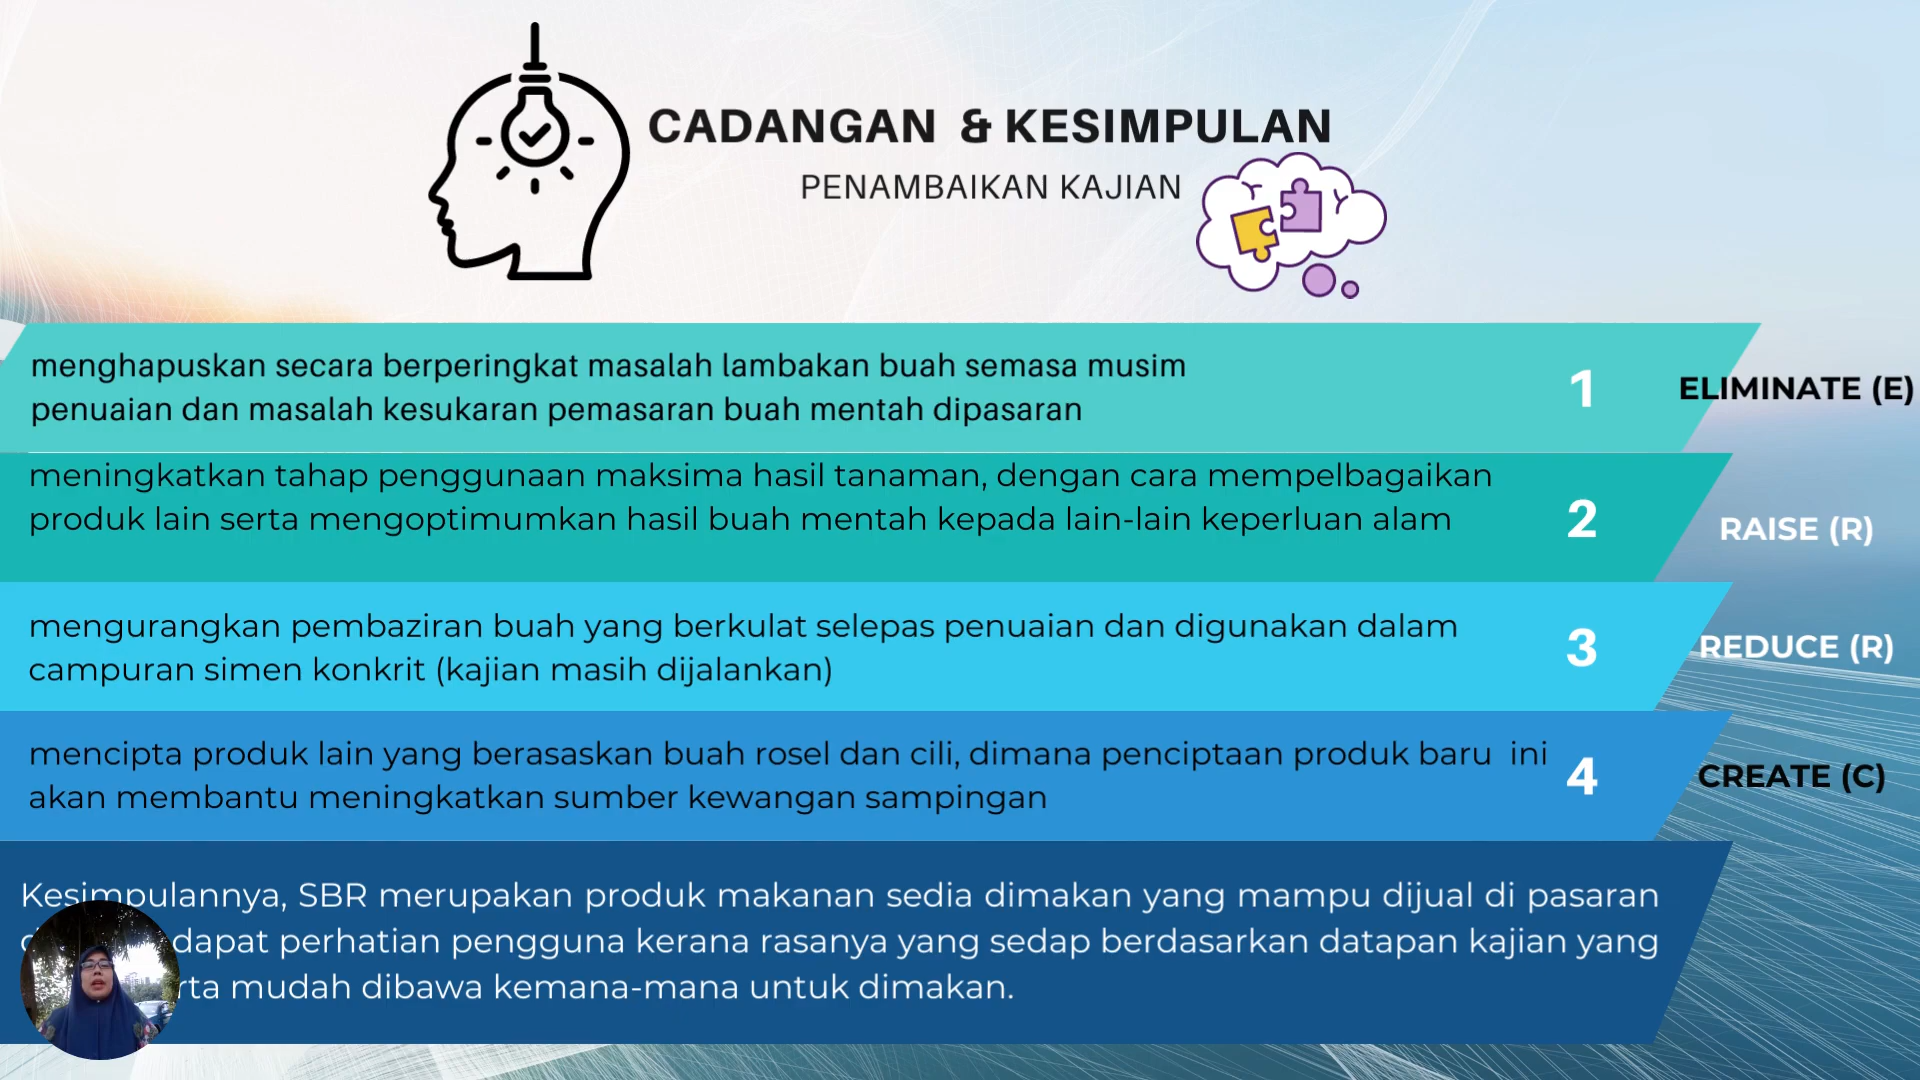 CADANGAN & KESIMPULAN
PENAMBAIKAN KAJIAN
menghapuskan secara berperingkat masalah lambakan buah semasa musim
penuaian dan masalah kesukaran pemasaran buah mentah dipasaran
1
ELIMINATE (E)
meningkatkan tahap penggunaan maksima hasil tanaman, dengan cara mempelbagaikan
produk lain serta mengoptimumkan hasil buah mentah kepada lain-lain keperluan alam
2
RAISE (R)
mengurangkan pembaziran buah yang berkulat selepas penuaian dan digunakan dalam
campuran simen konkrit (kajian masih dijalankan)
3
REDUCE (R)
mencipta produk lain yang berasaskan buah rosel dan cili, dimana penciptaan produk baru ini
akan membantu meningkatkan sumber kewangan sampingan
4
CREATE (C)
Kesimpulannya, SBR merupakan produk makanan sedia dimakan yang mampu dijual di pasaran
dapat perhatian pengguna kerana rasanya yang sedap berdasarkan datapan kajian yang
mudah dibawa kemana-mana untuk dimakan.